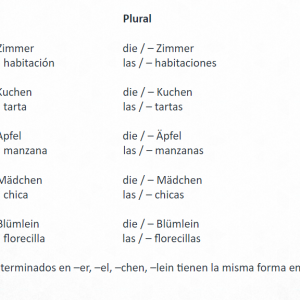 Plural
Zimmer die / – Zimmer
habitación las / – habitaciones
Kuchen die / – Kuchen
tarta las / – tartas
Apfel die / – Äpfel
manzana las / – manzanas
Mädchen die / – Mädchen
chica las / – chicas
Blümlein die / – Blümlein
florecilla las / – florecillas
terminados en –er, –el, –chen, –lein tienen la misma forma en